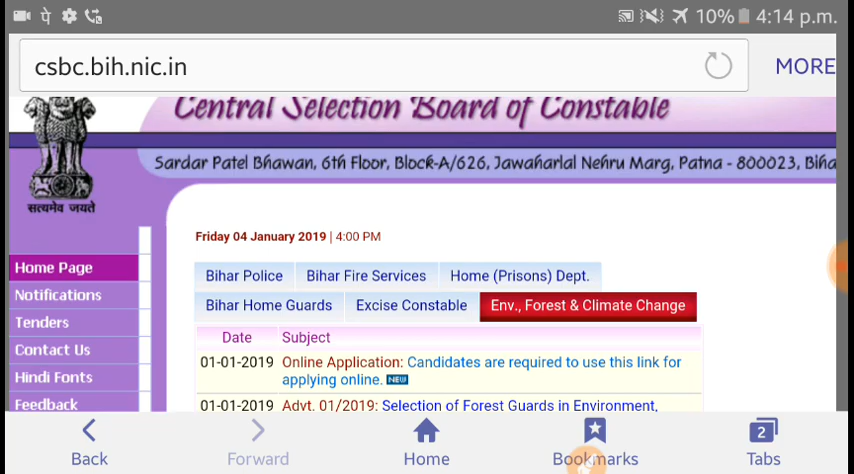 पे 10% 4:14 p.m.
csbc.bih.nic.in MORE
Central Selection Board of Constable
Sardar Patel Bhawan, 6th Floor, Block-A/626, Jawaharlal Nehru Marg, Patna - 800023, Biha
सत्यमेव जयते
Friday 04 January 2019 | 4:00 PM
Home Page
Notifications
Tenders
Contact Us
Hindi Fonts
Feedback
Bihar Police Bihar Fire Services Home (Prisons) Dept.
Bihar Home Guards Excise Constable Env., Forest & Climate Change
Date Subject
01-01-2019 Online Application: Candidates are required to use this link for
applying online. NEW
01-01-2019 Advt. 01/2019: Selection of Forest Guards in Environment,
Back Forward Home Bookmarks 2 Tabs